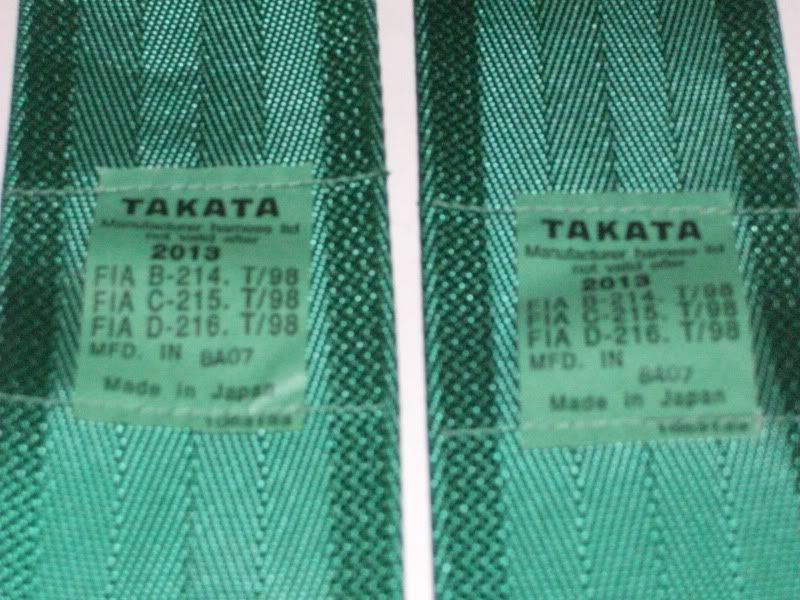 TAKATA
Manufacturer harness ltd
not valid after
2013
FIA B-214. T/98
FIA C-215. T/98
FIA D-216. T/98
MFD. IN BA07
Made in Japan
TAKATA
Manufacturer harness ltd
not valid after
2013
FIA B-214. T/98
FIA C-215. T/98
FIA D-216. T/98
MFD. IN BA07
Made in Japan